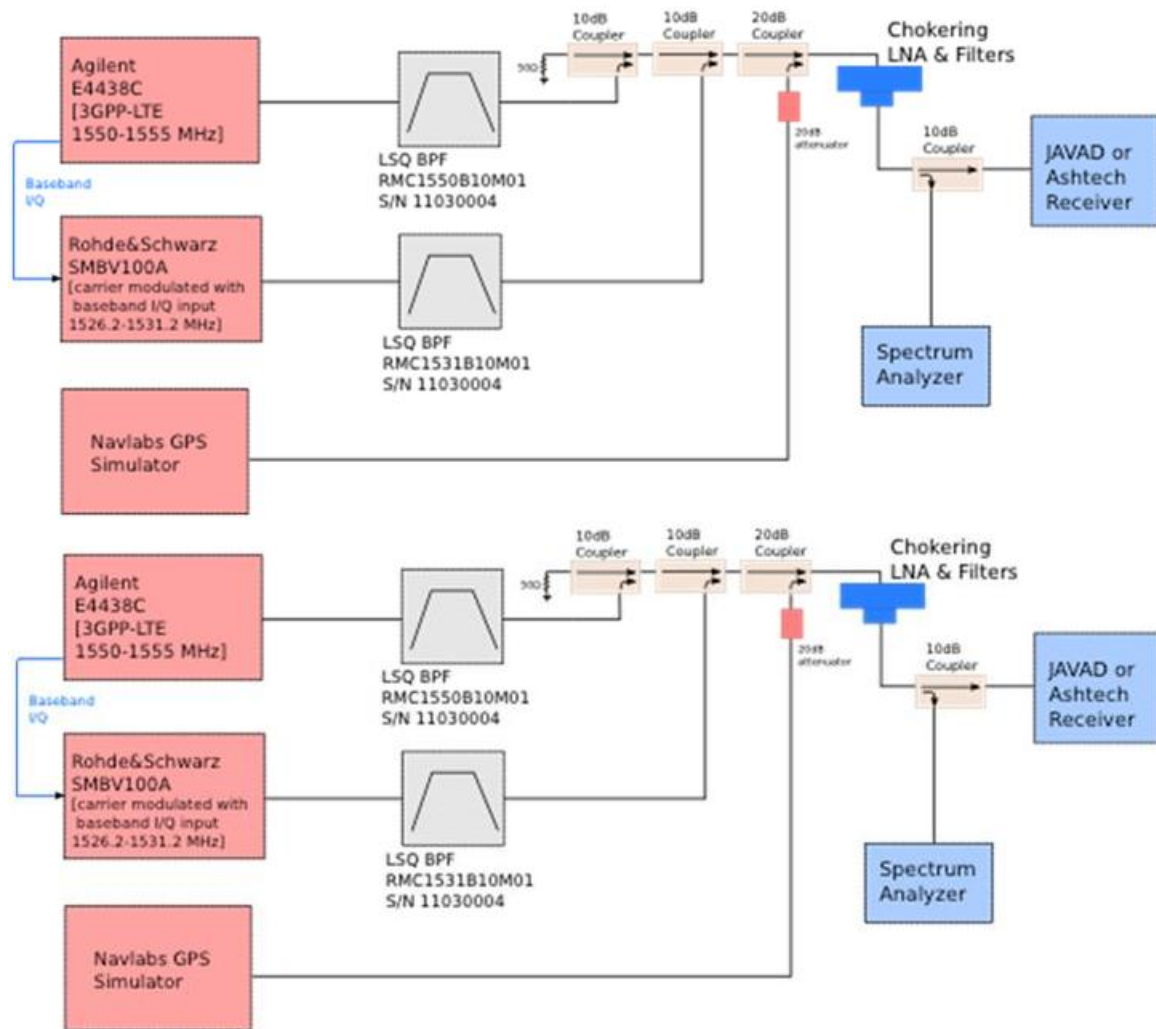 10dB
Coupler
10dB
Coupler
20dB
Coupler
Chokering
LNA & Filters
Agilent
E4438C
[3GPP-LTE
1550-1555 MHz]
50Ω
20dB
attenuator
10dB
Coupler
JAVAD or
Ashtech
Receiver
LSQ BPF
RMC1550B10M01
S/N 11030004
Baseband
I/Q
Rohde&Schwarz
SMBV100A
[carrier modulated with
baseband I/Q input
1526.2-1531.2 MHz]
LSQ BPF
RMC1531B10M01
S/N 11030004
Spectrum
Analyzer
Navlabs GPS
Simulator
10dB
Coupler
10dB
Coupler
20dB
Coupler
Chokering
LNA & Filters
Agilent
E4438C
[3GPP-LTE
1550-1555 MHz]
50Ω
20dB
attenuator
10dB
Coupler
JAVAD or
Ashtech
Receiver
LSQ BPF
RMC1550B10M01
S/N 11030004
Baseband
I/Q
Rohde&Schwarz
SMBV100A
[carrier modulated with
baseband I/Q input
1526.2-1531.2 MHz]
LSQ BPF
RMC1531B10M01
S/N 11030004
Spectrum
Analyzer
Navlabs GPS
Simulator